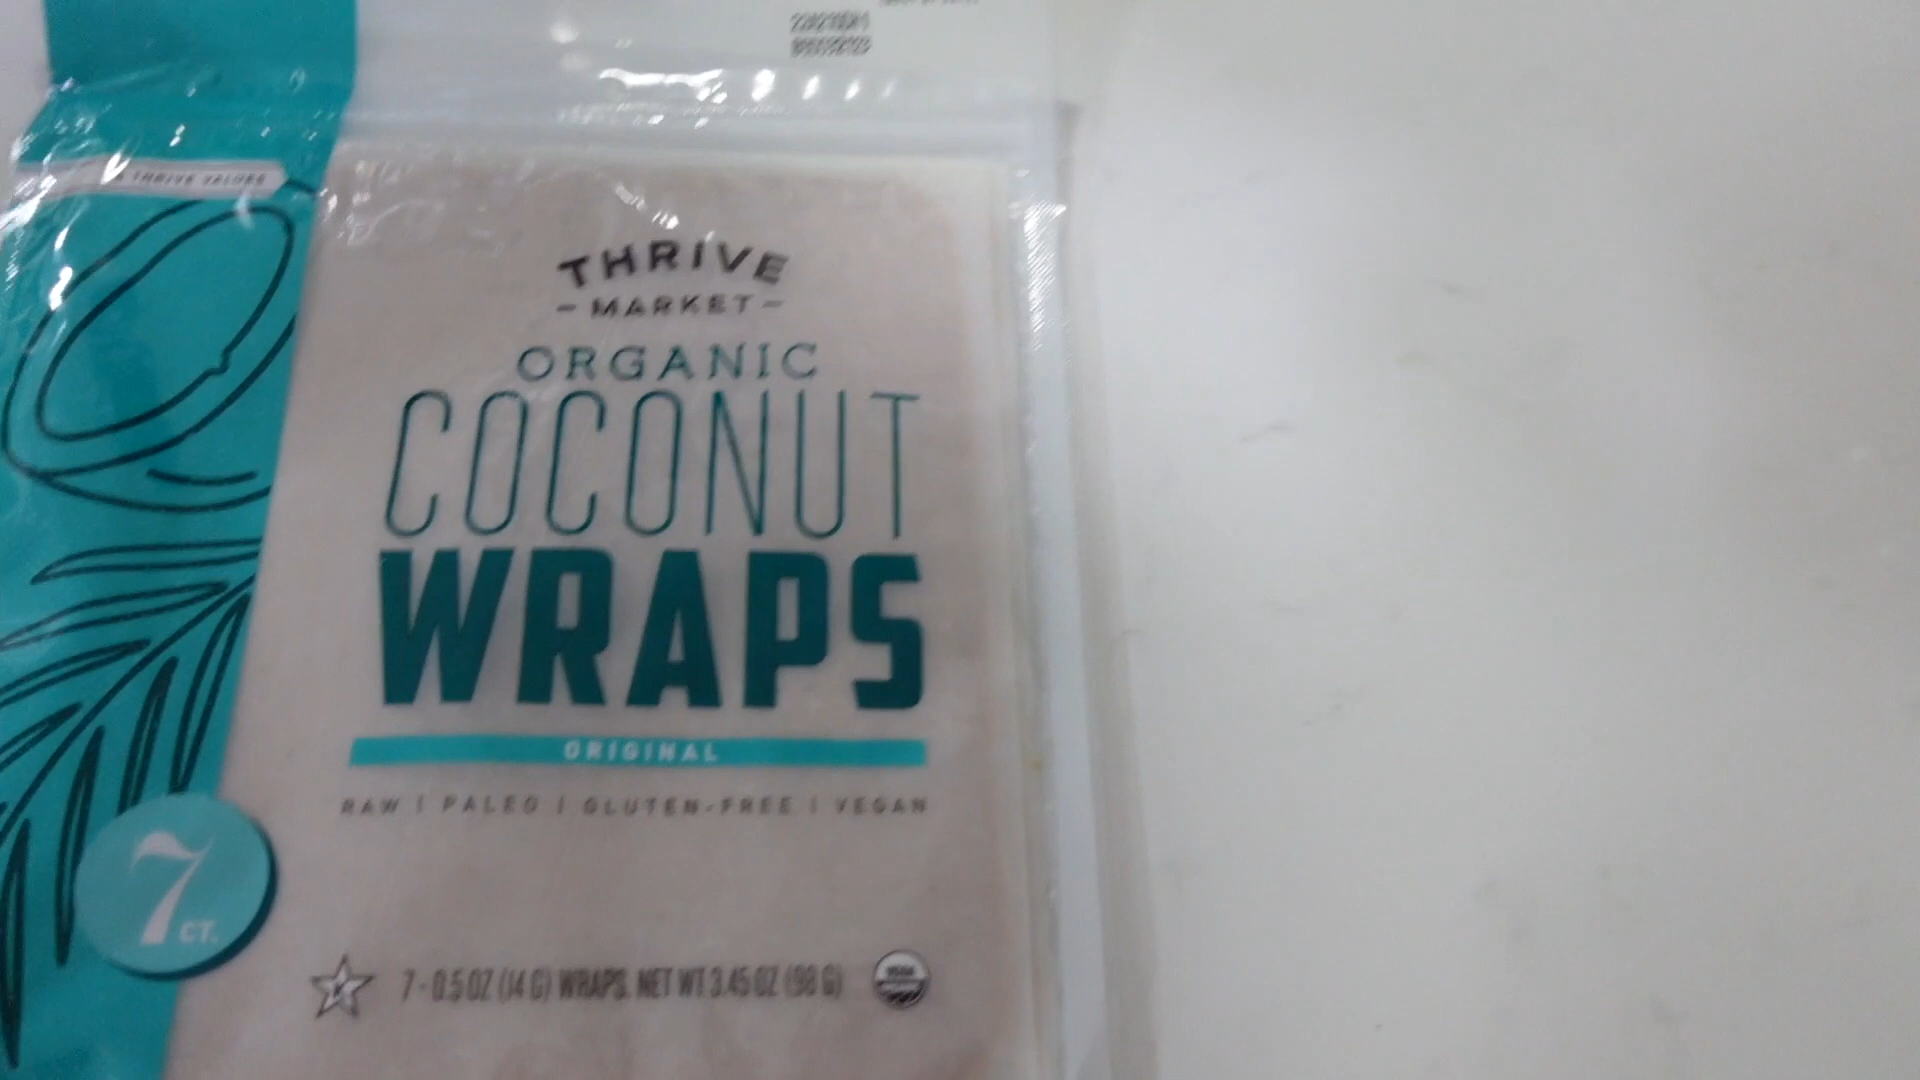 THRIVE VALUES
THRIVE
- MARKET -
ORGANIC
COCONUT
WRAPS
ORIGINAL
RAW | PALEO | GLUTEN-FREE | VEGAN
7 CT.
K
7 - 0.5 OZ (14 G) WRAPS. NET WT 3.45 OZ (98 G)
USDA